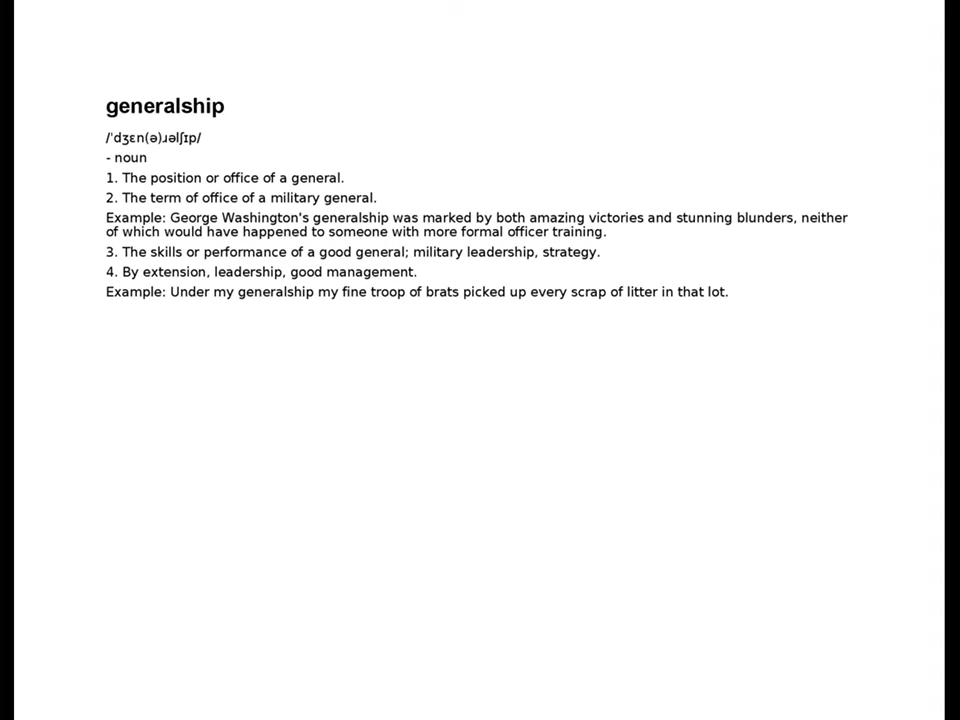 generalship
/ˈdʒɛn(ə)ɹəlʃɪp/
- noun
1. The position or office of a general.
2. The term of office of a military general.
Example: George Washington's generalship was marked by both amazing victories and stunning blunders, neither
of which would have happened to someone with more formal officer training.
3. The skills or performance of a good general; military leadership, strategy.
4. By extension, leadership, good management.
Example: Under my generalship my fine troop of brats picked up every scrap of litter in that lot.